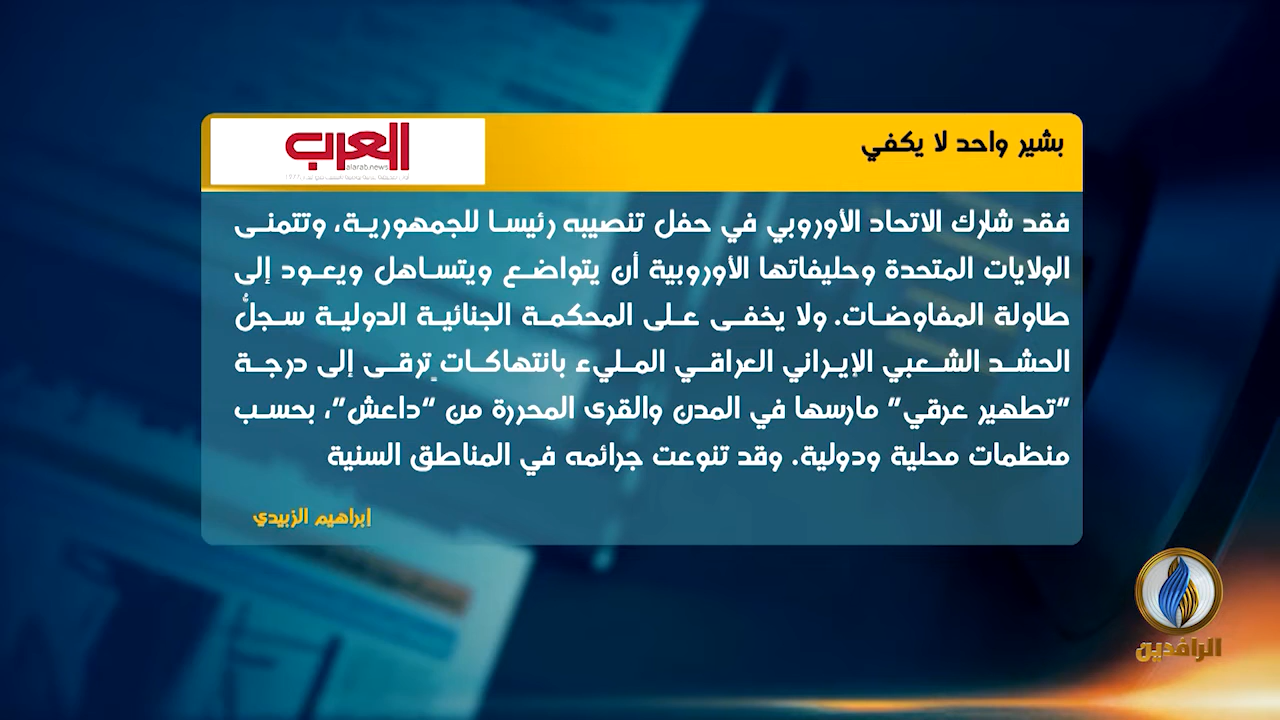 بشير واحد لا يكفي
العرب
alarab.news
فقد شارك الاتحاد الأوروبي في حفل تنصيبه رئيسا للجمهورية، وتتمنى
الولايات المتحدة وحليفاتها الأوروبية أن يتواضع ويتساهل ويعود إلى
طاولة المفاوضات. ولا يخفى على المحكمة الجنائية الدولية سجلُّ
الحشد الشعبي الإيراني العراقي المليء بانتهاكاتٍ ترقى إلى درجة
“تطهير عرقي” مارسها في المدن والقرى المحررة من “داعش”، بحسب
منظمات محلية ودولية. وقد تنوعت جرائمه في المناطق السنية
إبراهيم الزبيدي
الرافدين